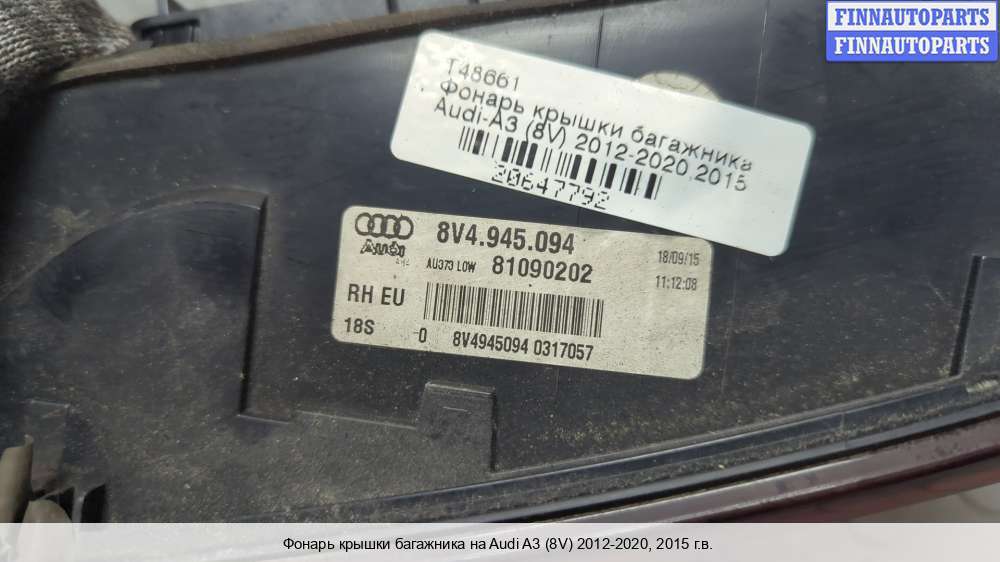 FINNAUTOPARTS
FINNAUTOPARTS
T48661
Фонарь крышки багажника
Audi-A3 (8V) 2012-2020,2015
20647792
Audi
8V4.945.094
18/09/15
AU373 LOW 81090202
11:12:08
RH EU
18S 0 8V4945094 0317057
Фонарь крышки багажника на Audi A3 (8V) 2012-2020, 2015 г.в.